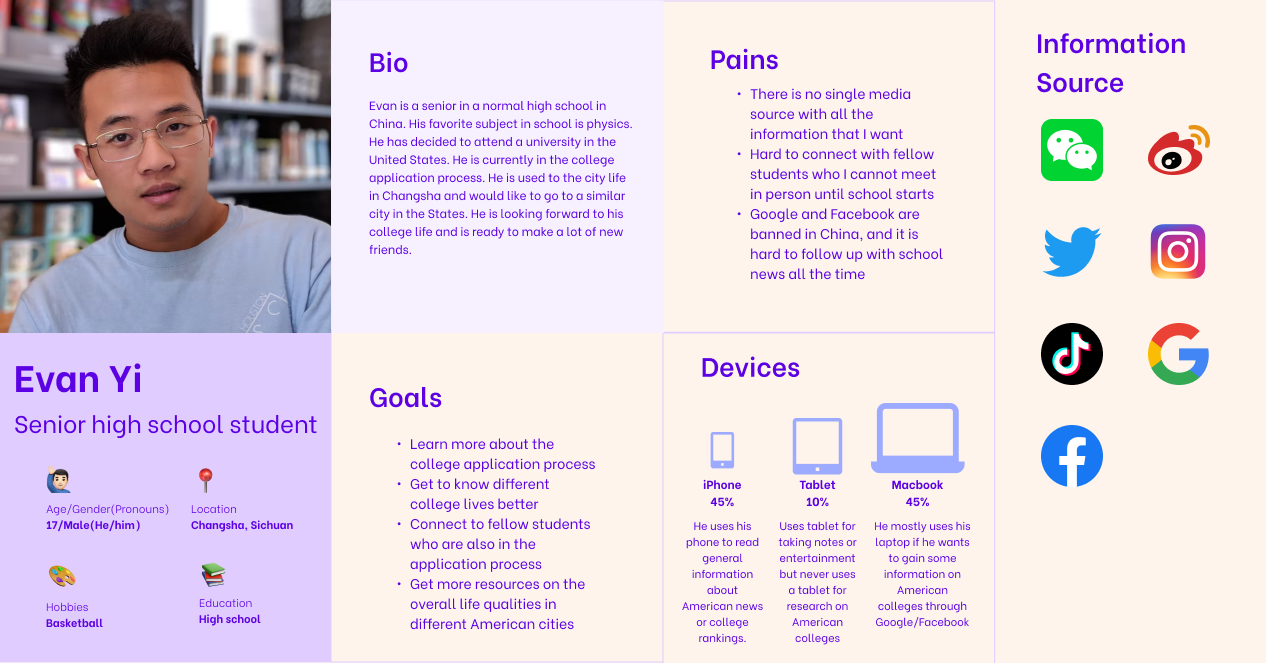 Bio
Evan is a senior in a normal high school in
China. His favorite subject in school is physics.
He has decided to attend a university in the
United States. He is currently in the college
application process. He is used to the city life
in Changsha and would like to go to a similar
city in the States. He is looking forward to his
college life and is ready to make a lot of new
friends.
Pains
• There is no single media
source with all the
information that I want
• Hard to connect with fellow
students who I cannot meet
in person until school starts
• Google and Facebook are
banned in China, and it is
hard to follow up with school
news all the time
Information
Source
HOUSTON
C
C
Evan Yi
Senior high school student
Age/Gender(Pronouns)
17/Male(He/him)
Location
Changsha, Sichuan
Hobbies
Basketball
Education
High school
Goals
• Learn more about the
college application process
• Get to know different
college lives better
• Connect to fellow students
who are also in the
application process
• Get more resources on the
overall life qualities in
different American cities
Devices
iPhone
45%
He uses his
phone to read
general
information
about
American news
or college
rankings.
Tablet
10%
Uses tablet for
taking notes or
entertainment
but never uses
a tablet for
research on
American
colleges
Macbook
45%
He mostly uses his
laptop if he wants
to gain some
information on
American
colleges through
Google/Facebook